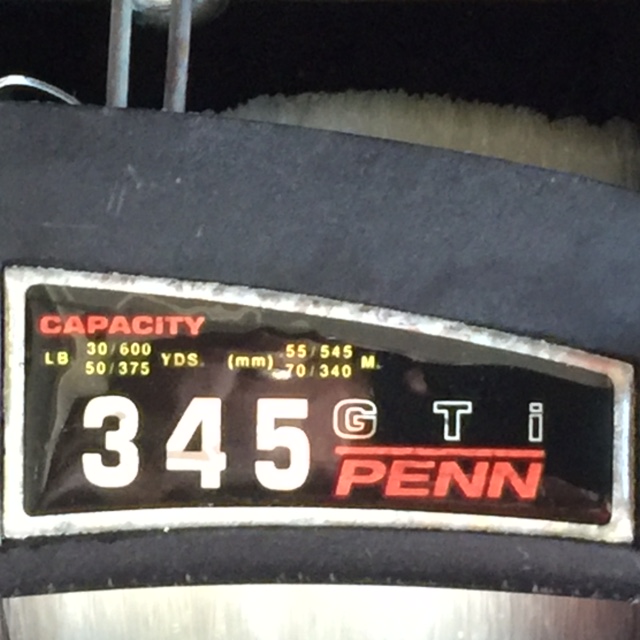 CAPACITY
LB 30/600 YDS. (mm) 55/545 M.
50/375 70/340
345 GTi
PENN